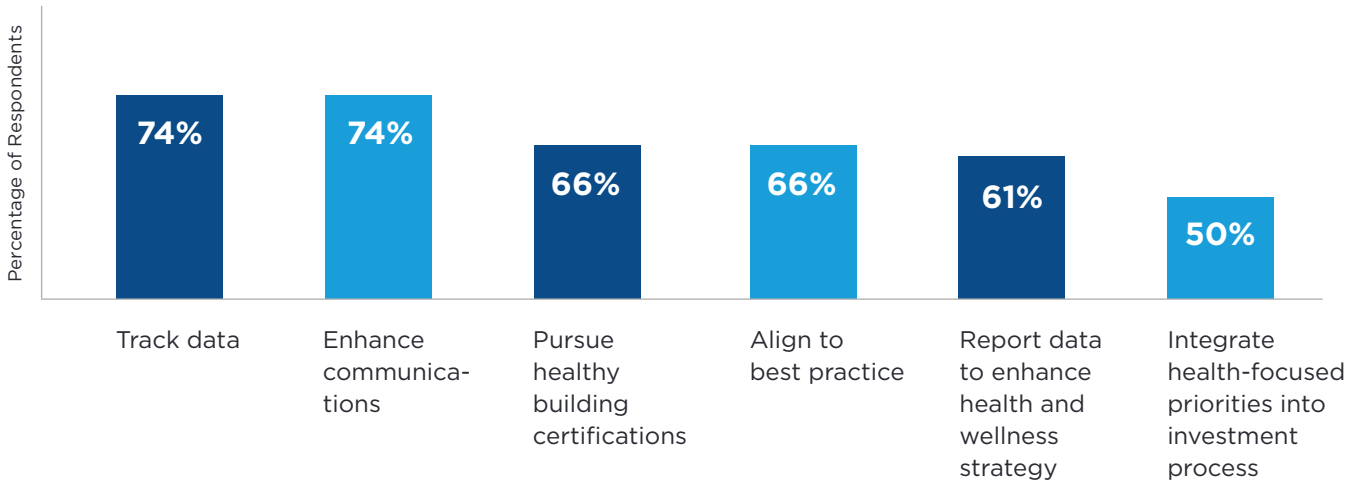 Percentage of Respondents
74%
74%
66%
66%
61%
50%
Track data
Enhance
communica-
tions
Pursue
healthy
building
certifications
Align to
best practice
Report data
to enhance
health and
wellness
strategy
Integrate
health-focused
priorities into
investment
process